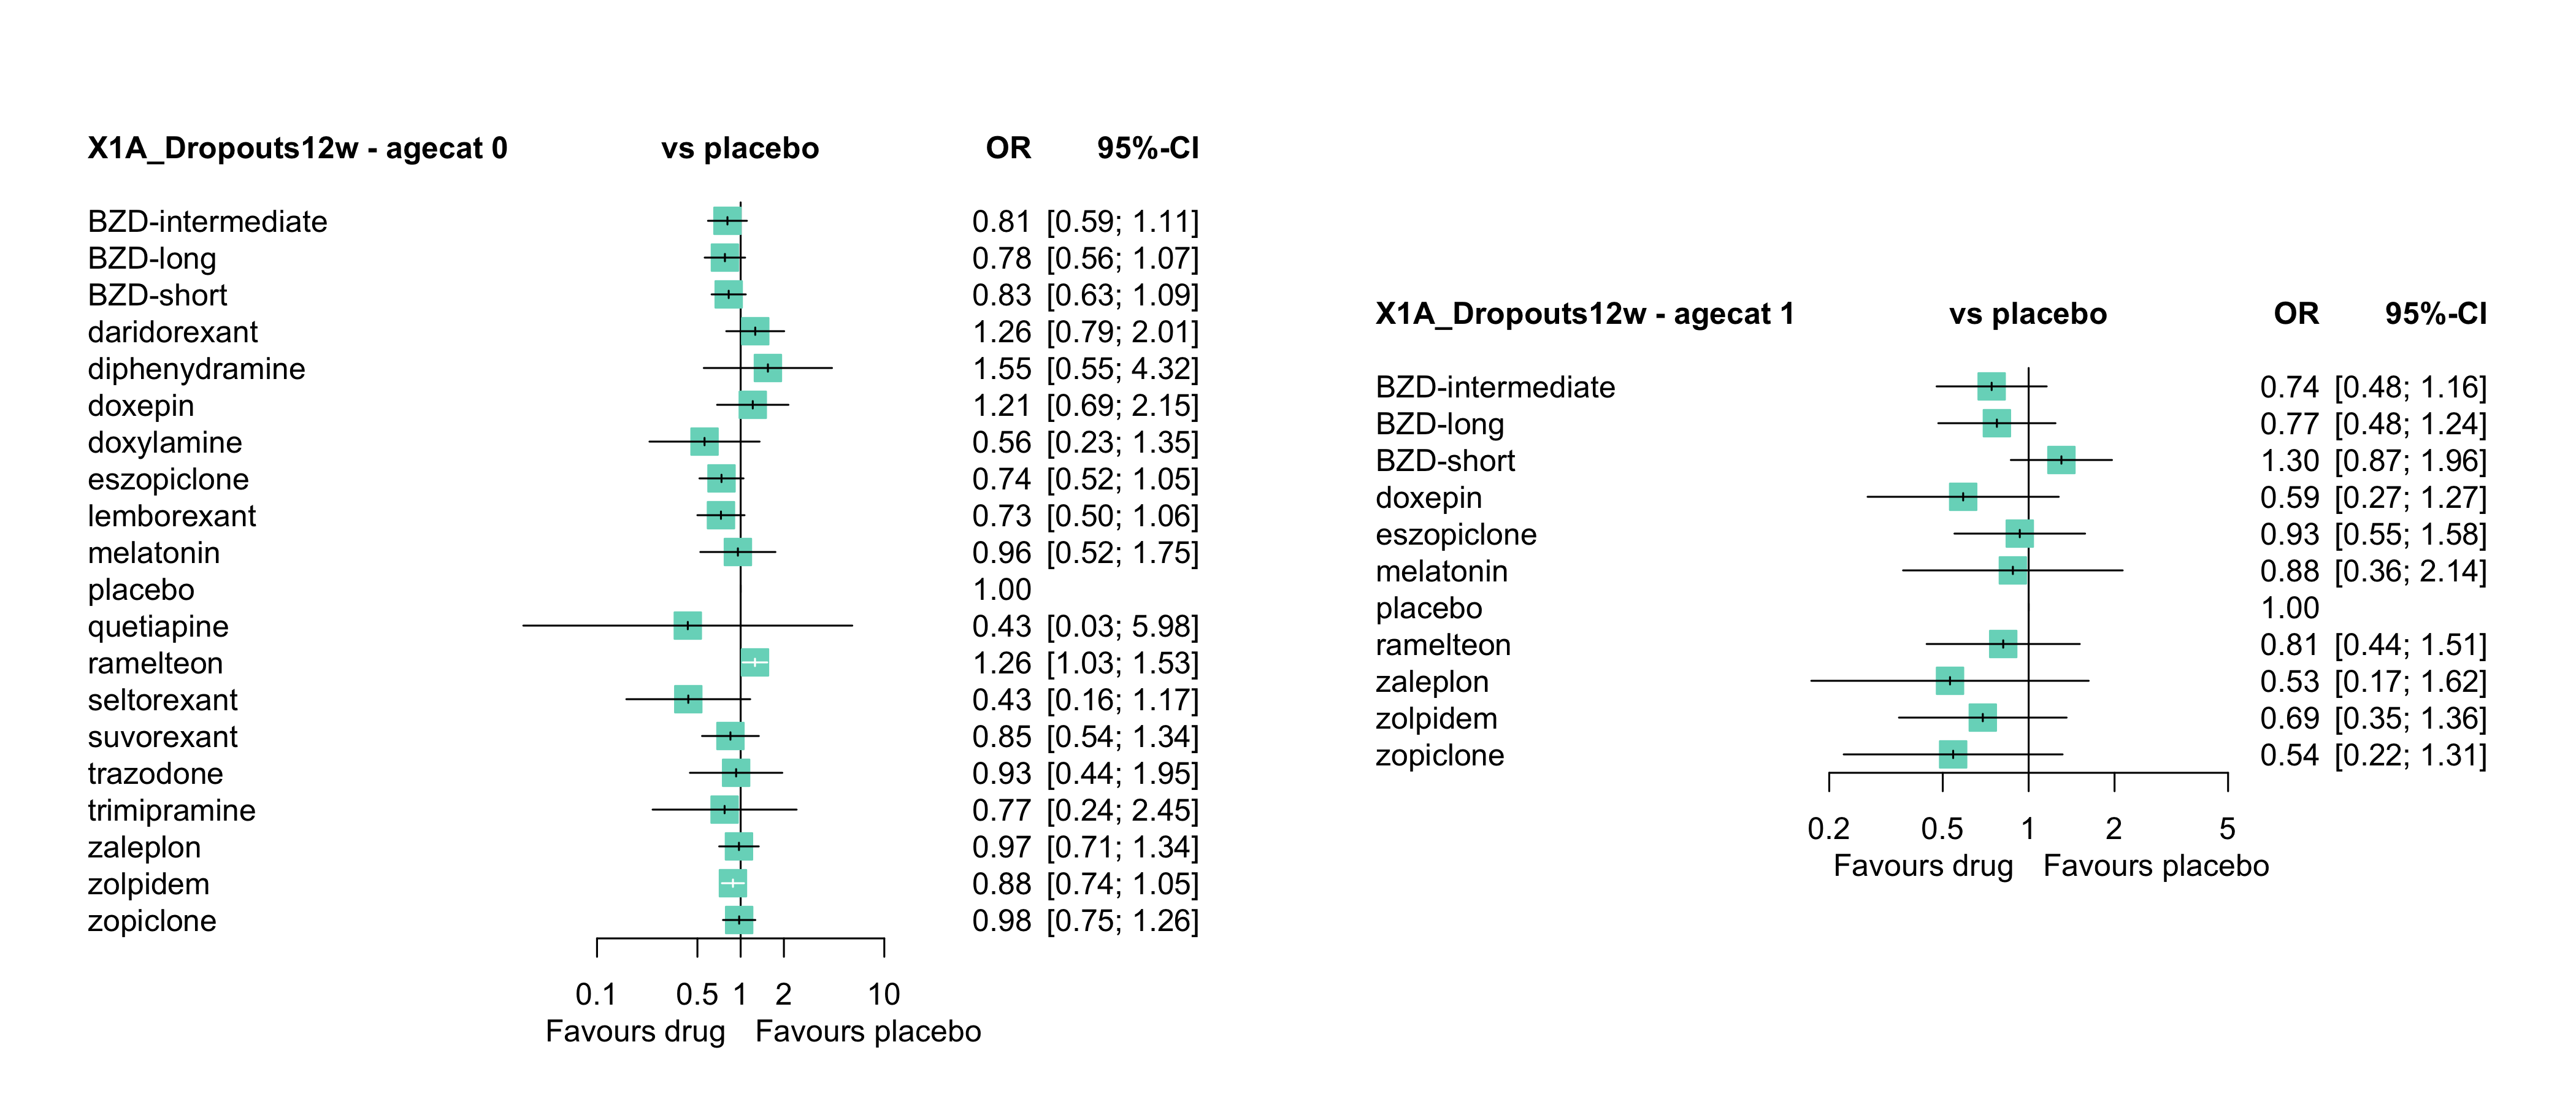 X1A_Dropouts12w - agecat 0 vs placebo OR 95%-CI
BZD-intermediate 0.81 [0.59; 1.11]
BZD-long 0.78 [0.56; 1.07]
BZD-short 0.83 [0.63; 1.09]
daridorexant 1.26 [0.79; 2.01]
diphenydramine 1.55 [0.55; 4.32]
doxepin 1.21 [0.69; 2.15]
doxylamine 0.56 [0.23; 1.35]
eszopiclone 0.74 [0.52; 1.05]
lemborexant 0.73 [0.50; 1.06]
melatonin 0.96 [0.52; 1.75]
placebo 1.00
quetiapine 0.43 [0.03; 5.98]
ramelteon 1.26 [1.03; 1.53]
seltorexant 0.43 [0.16; 1.17]
suvorexant 0.85 [0.54; 1.34]
trazodone 0.93 [0.44; 1.95]
trimipramine 0.77 [0.24; 2.45]
zaleplon 0.97 [0.71; 1.34]
zolpidem 0.88 [0.74; 1.05]
zopiclone 0.98 [0.75; 1.26]
0.1 0.5 1 2 10
Favours drug Favours placebo
X1A_Dropouts12w - agecat 1 vs placebo OR 95%-CI
BZD-intermediate 0.74 [0.48; 1.16]
BZD-long 0.77 [0.48; 1.24]
BZD-short 1.30 [0.87; 1.96]
doxepin 0.59 [0.27; 1.27]
eszopiclone 0.93 [0.55; 1.58]
melatonin 0.88 [0.36; 2.14]
placebo 1.00
ramelteon 0.81 [0.44; 1.51]
zaleplon 0.53 [0.17; 1.62]
zolpidem 0.69 [0.35; 1.36]
zopiclone 0.54 [0.22; 1.31]
0.2 0.5 1 2 5
Favours drug Favours placebo